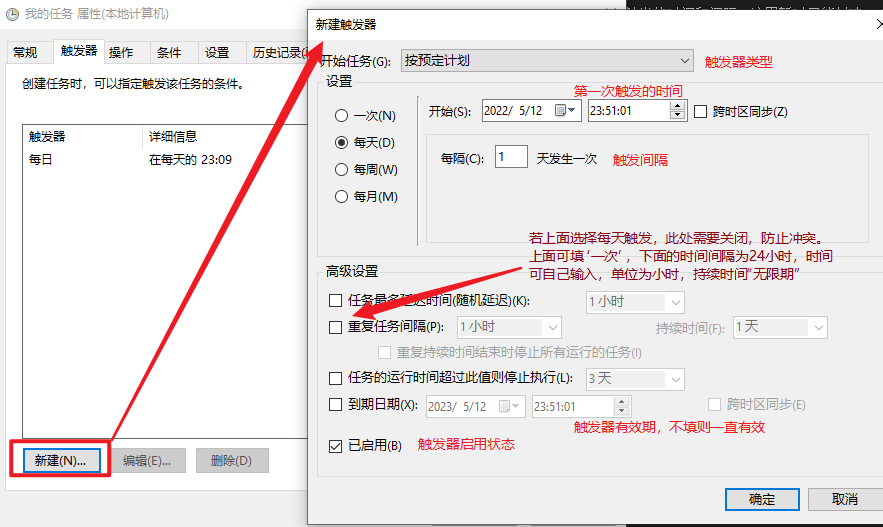 我的任务 属性(本地计算机)
常规 触发器 操作 条件 设置 历史记录(
创建任务时，可以指定触发该任务的条件。
触发器 详细信息
每日 在每天的 23:09
新建(N)... 编辑(E)... 删除(D)
新建触发器
开始任务(G): 按预定计划 触发器类型
设置
第一次触发的时间
一次(N)
每天(D)
每周(W)
每月(M)
开始(S): 2022/ 5/12 23:51:01 跨时区同步(Z)
每隔(C): 1 天发生一次 触发间隔
若上面选择每天触发，此处需要关闭，防止冲突。
上面可填‘一次’，下面的时间间隔为24小时，时间
可自己输入，单位为小时，持续时间“无限期”
高级设置
任务最多延迟时间(随机延迟)(K): 1 小时
重复任务间隔(P): 1 小时 持续时间(F): 1 天
重复持续时间结束时停止所有运行的任务(I)
任务的运行时间超过此值则停止执行(L): 3 天
到期日期(X): 2023/ 5/12 23:51:01 跨时区同步(E)
触发器有效期，不填则一直有效
已启用(B) 触发器启用状态
确定 取消